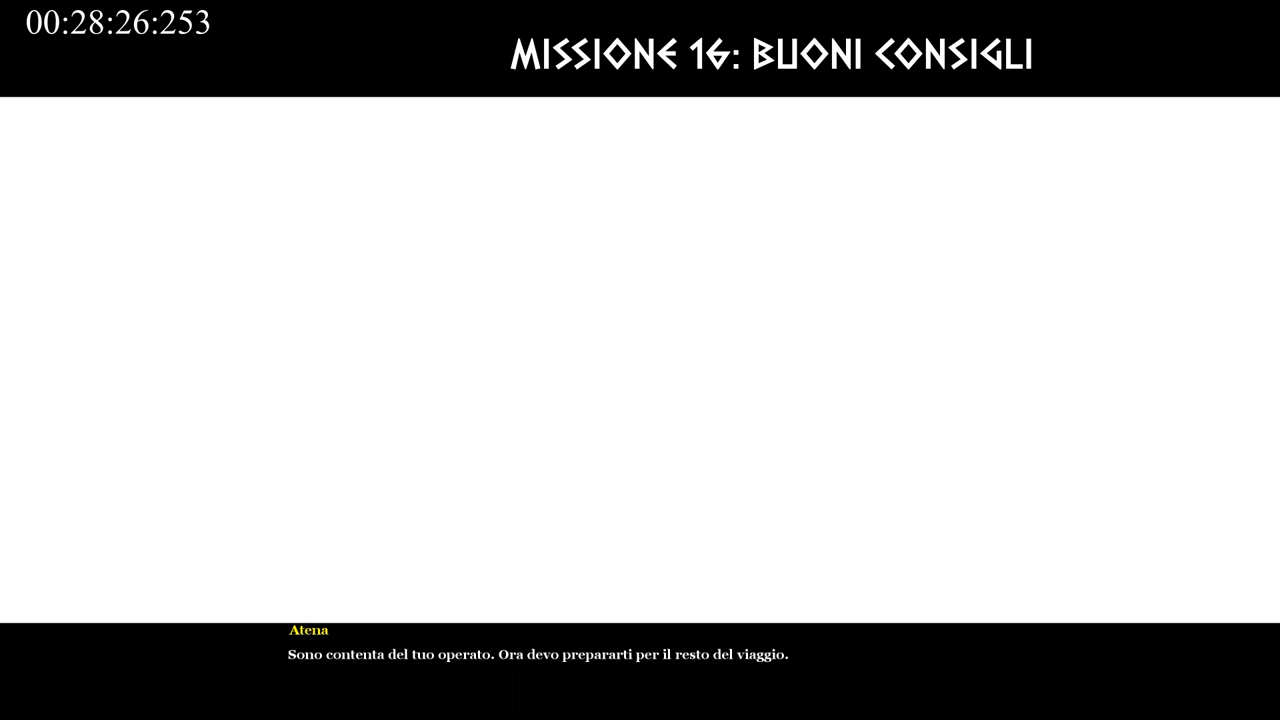 00:28:26:253
MISSIONE 16: BUONI CONSIGLI
Atena
Sono contenta del tuo operato. Ora devo prepararti per il resto del viaggio.